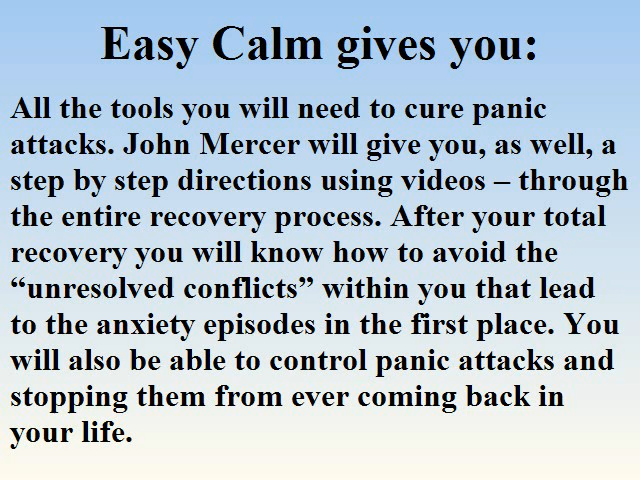 Easy Calm gives you:
All the tools you will need to cure panic
attacks. John Mercer will give you, as well, a
step by step directions using videos – through
the entire recovery process. After your total
recovery you will know how to avoid the
“unresolved conflicts” within you that lead
to the anxiety episodes in the first place. You
will also be able to control panic attacks and
stopping them from ever coming back in
your life.